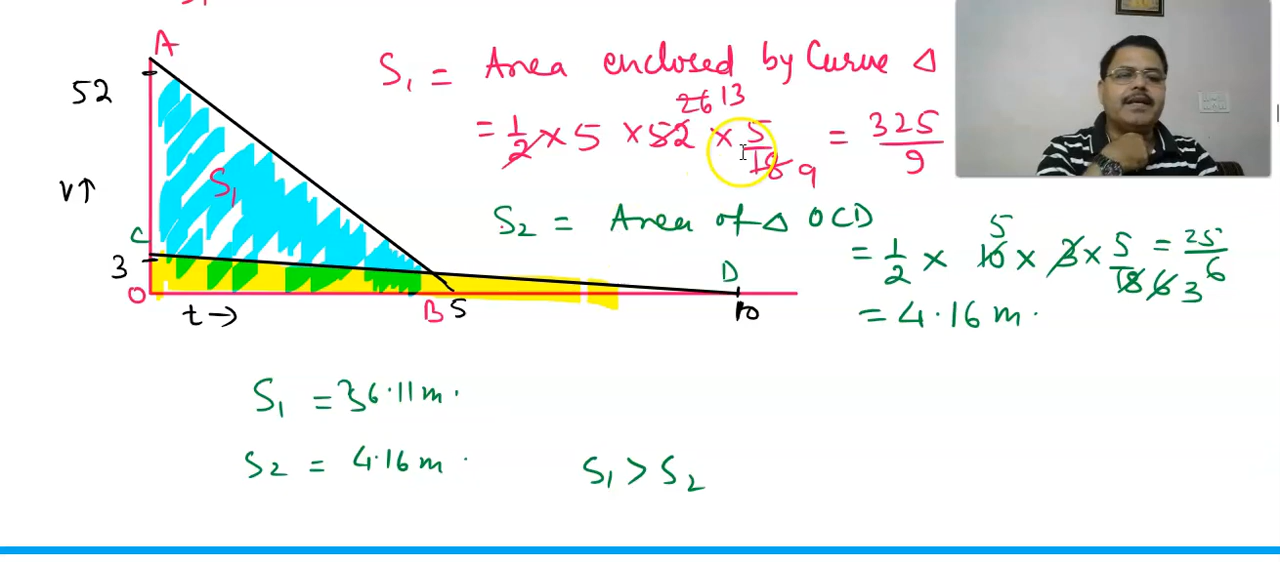 A
52
V↑
C
3
O
S₁
t →
B
5
D
10
S₁ = Area enclosed by Curve Δ
= 1/2 × 5 × 52 26 13 × 5/18 9 = 325/9
S₂ = Area of Δ OCD
= 1/2 × 10 5 × 3 × 5/18 6 3 = 25/6
= 4.16 m.
S₁ = 36.11 m.
S₂ = 4.16 m.
S₁ > S₂